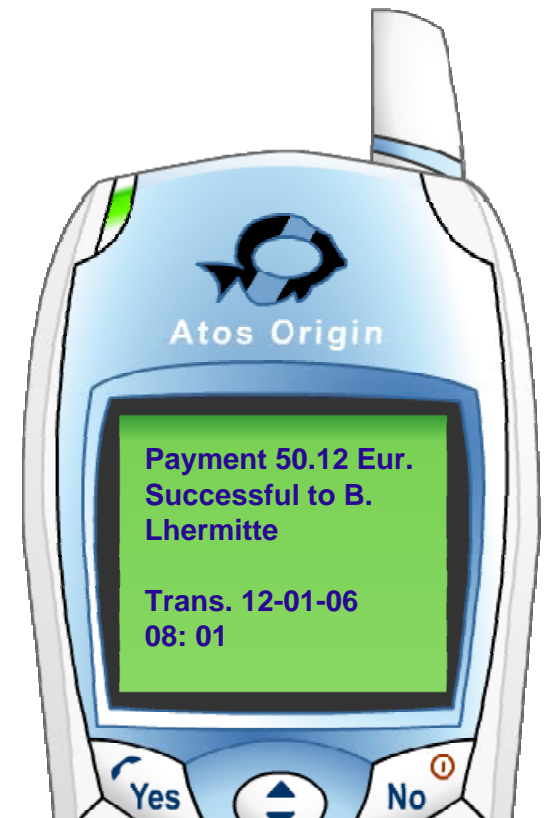 Atos Origin
Payment 50.12 Eur.
Successful to B.
Lhermitte
Trans. 12-01-06
08: 01
Yes
No